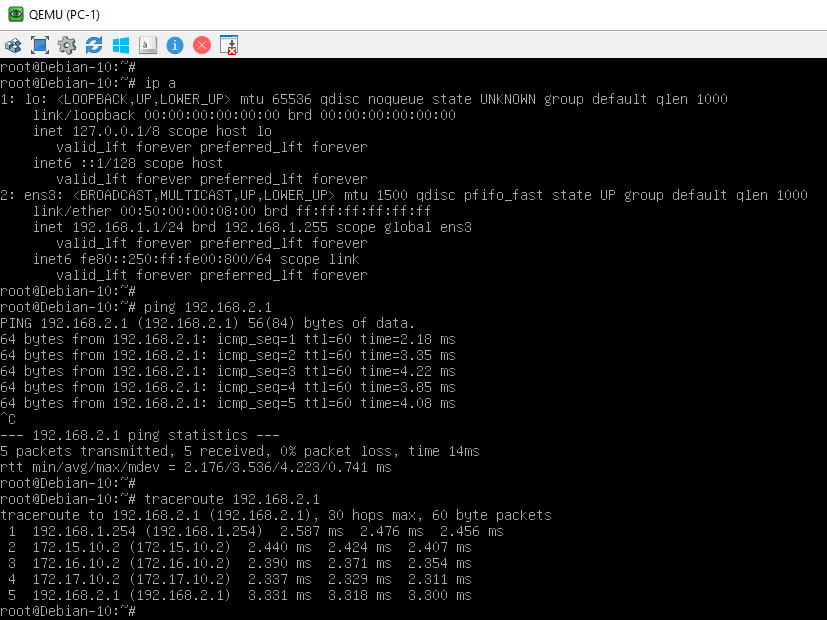 QEMU (PC-1)
root@Debian-10:~#
root@Debian-10:~# ip a
1: lo: <LOOPBACK,UP,LOWER_UP> mtu 65536 qdisc noqueue state UNKNOWN group default qlen 1000
    link/loopback 00:00:00:00:00:00 brd 00:00:00:00:00:00
    inet 127.0.0.1/8 scope host lo
       valid_lft forever preferred_lft forever
    inet6 ::1/128 scope host
       valid_lft forever preferred_lft forever
2: ens3: <BROADCAST,MULTICAST,UP,LOWER_UP> mtu 1500 qdisc pfifo_fast state UP group default qlen 1000
    link/ether 00:50:00:00:08:00 brd ff:ff:ff:ff:ff:ff
    inet 192.168.1.1/24 brd 192.168.1.255 scope global ens3
       valid_lft forever preferred_lft forever
    inet6 fe80::250:ff:fe00:800/64 scope link
       valid_lft forever preferred_lft forever
root@Debian-10:~#
root@Debian-10:~# ping 192.168.2.1
PING 192.168.2.1 (192.168.2.1) 56(84) bytes of data.
64 bytes from 192.168.2.1: icmp_seq=1 ttl=60 time=2.18 ms
64 bytes from 192.168.2.1: icmp_seq=2 ttl=60 time=3.35 ms
64 bytes from 192.168.2.1: icmp_seq=3 ttl=60 time=4.22 ms
64 bytes from 192.168.2.1: icmp_seq=4 ttl=60 time=3.85 ms
64 bytes from 192.168.2.1: icmp_seq=5 ttl=60 time=4.08 ms
^C
--- 192.168.2.1 ping statistics ---
5 packets transmitted, 5 received, 0% packet loss, time 14ms
rtt min/avg/max/mdev = 2.176/3.536/4.223/0.741 ms
root@Debian-10:~#
root@Debian-10:~# traceroute 192.168.2.1
traceroute to 192.168.2.1 (192.168.2.1), 30 hops max, 60 byte packets
 1  192.168.1.254 (192.168.1.254)  2.587 ms  2.476 ms  2.456 ms
 2  172.15.10.2 (172.15.10.2)  2.440 ms  2.424 ms  2.407 ms
 3  172.16.10.2 (172.16.10.2)  2.390 ms  2.371 ms  2.354 ms
 4  172.17.10.2 (172.17.10.2)  2.337 ms  2.329 ms  2.311 ms
 5  192.168.2.1 (192.168.2.1)  3.331 ms  3.318 ms  3.300 ms
root@Debian-10:~#